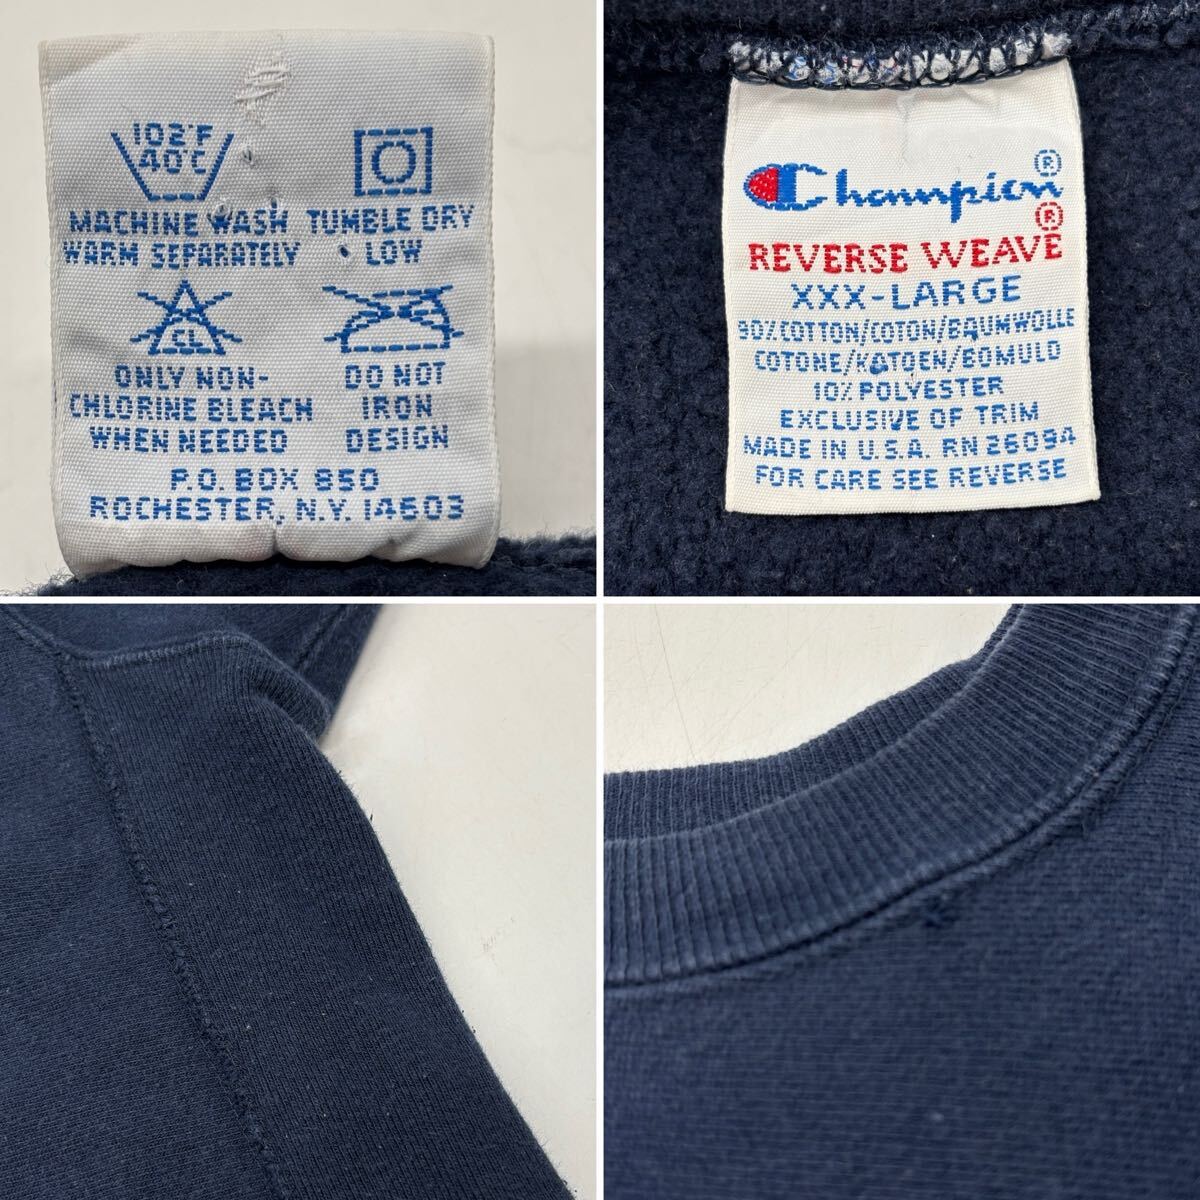 102°F
40°C
MACHINE WASH
WARM SEPARATELY
TUMBLE DRY
LOW
CL
ONLY NON-
CHLORINE BLEACH
WHEN NEEDED
DO NOT
IRON
DESIGN
P.O. BOX 850
ROCHESTER, N.Y. 14603
Champion®
REVERSE WEAVE®
XXX-LARGE
90% COTTON/COTON/BAUMWOLLE
COTONE/KATOEN/BOMULD
10% POLYESTER
EXCLUSIVE OF TRIM
MADE IN U.S.A. RN 26094
FOR CARE SEE REVERSE